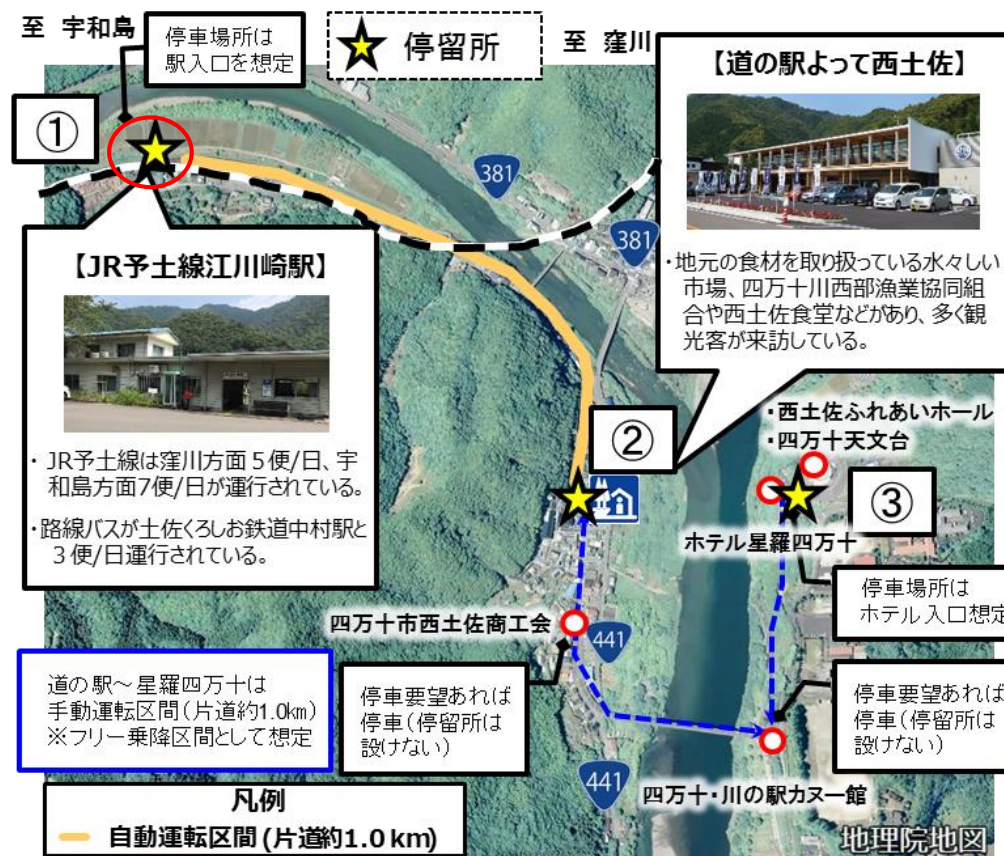 至 宇和島
停車場所は
駅入口を想定
停留所
至 窪川
①
381
381
【道の駅よって西土佐】
・地元の食材を取り扱っている水々しい
市場、四万十川西部漁業協同組
合や西土佐食堂などがあり、多く観
光客が来訪している。
【JR予土線江川崎駅】
・ JR予土線は窪川方面５便/日、宇
和島方面7便/日が運行されている。
・路線バスが土佐くろしお鉄道中村駅と
３便/日運行されている。
②
・西土佐ふれあいホール
・四万十天文台
③
ホテル星羅四万十
停車場所は
ホテル入口想定
四万十市西土佐商工会
441
道の駅～星羅四万十は
手動運転区間(片道約1.0km)
※フリー乗降区間として想定
停車要望あれば
停車(停留所は
設けない)
停車要望あれば
停車(停留所は
設けない)
441
四万十・川の駅カヌー館
凡例
自動運転区間 (片道約1.0 km)
地理院地図